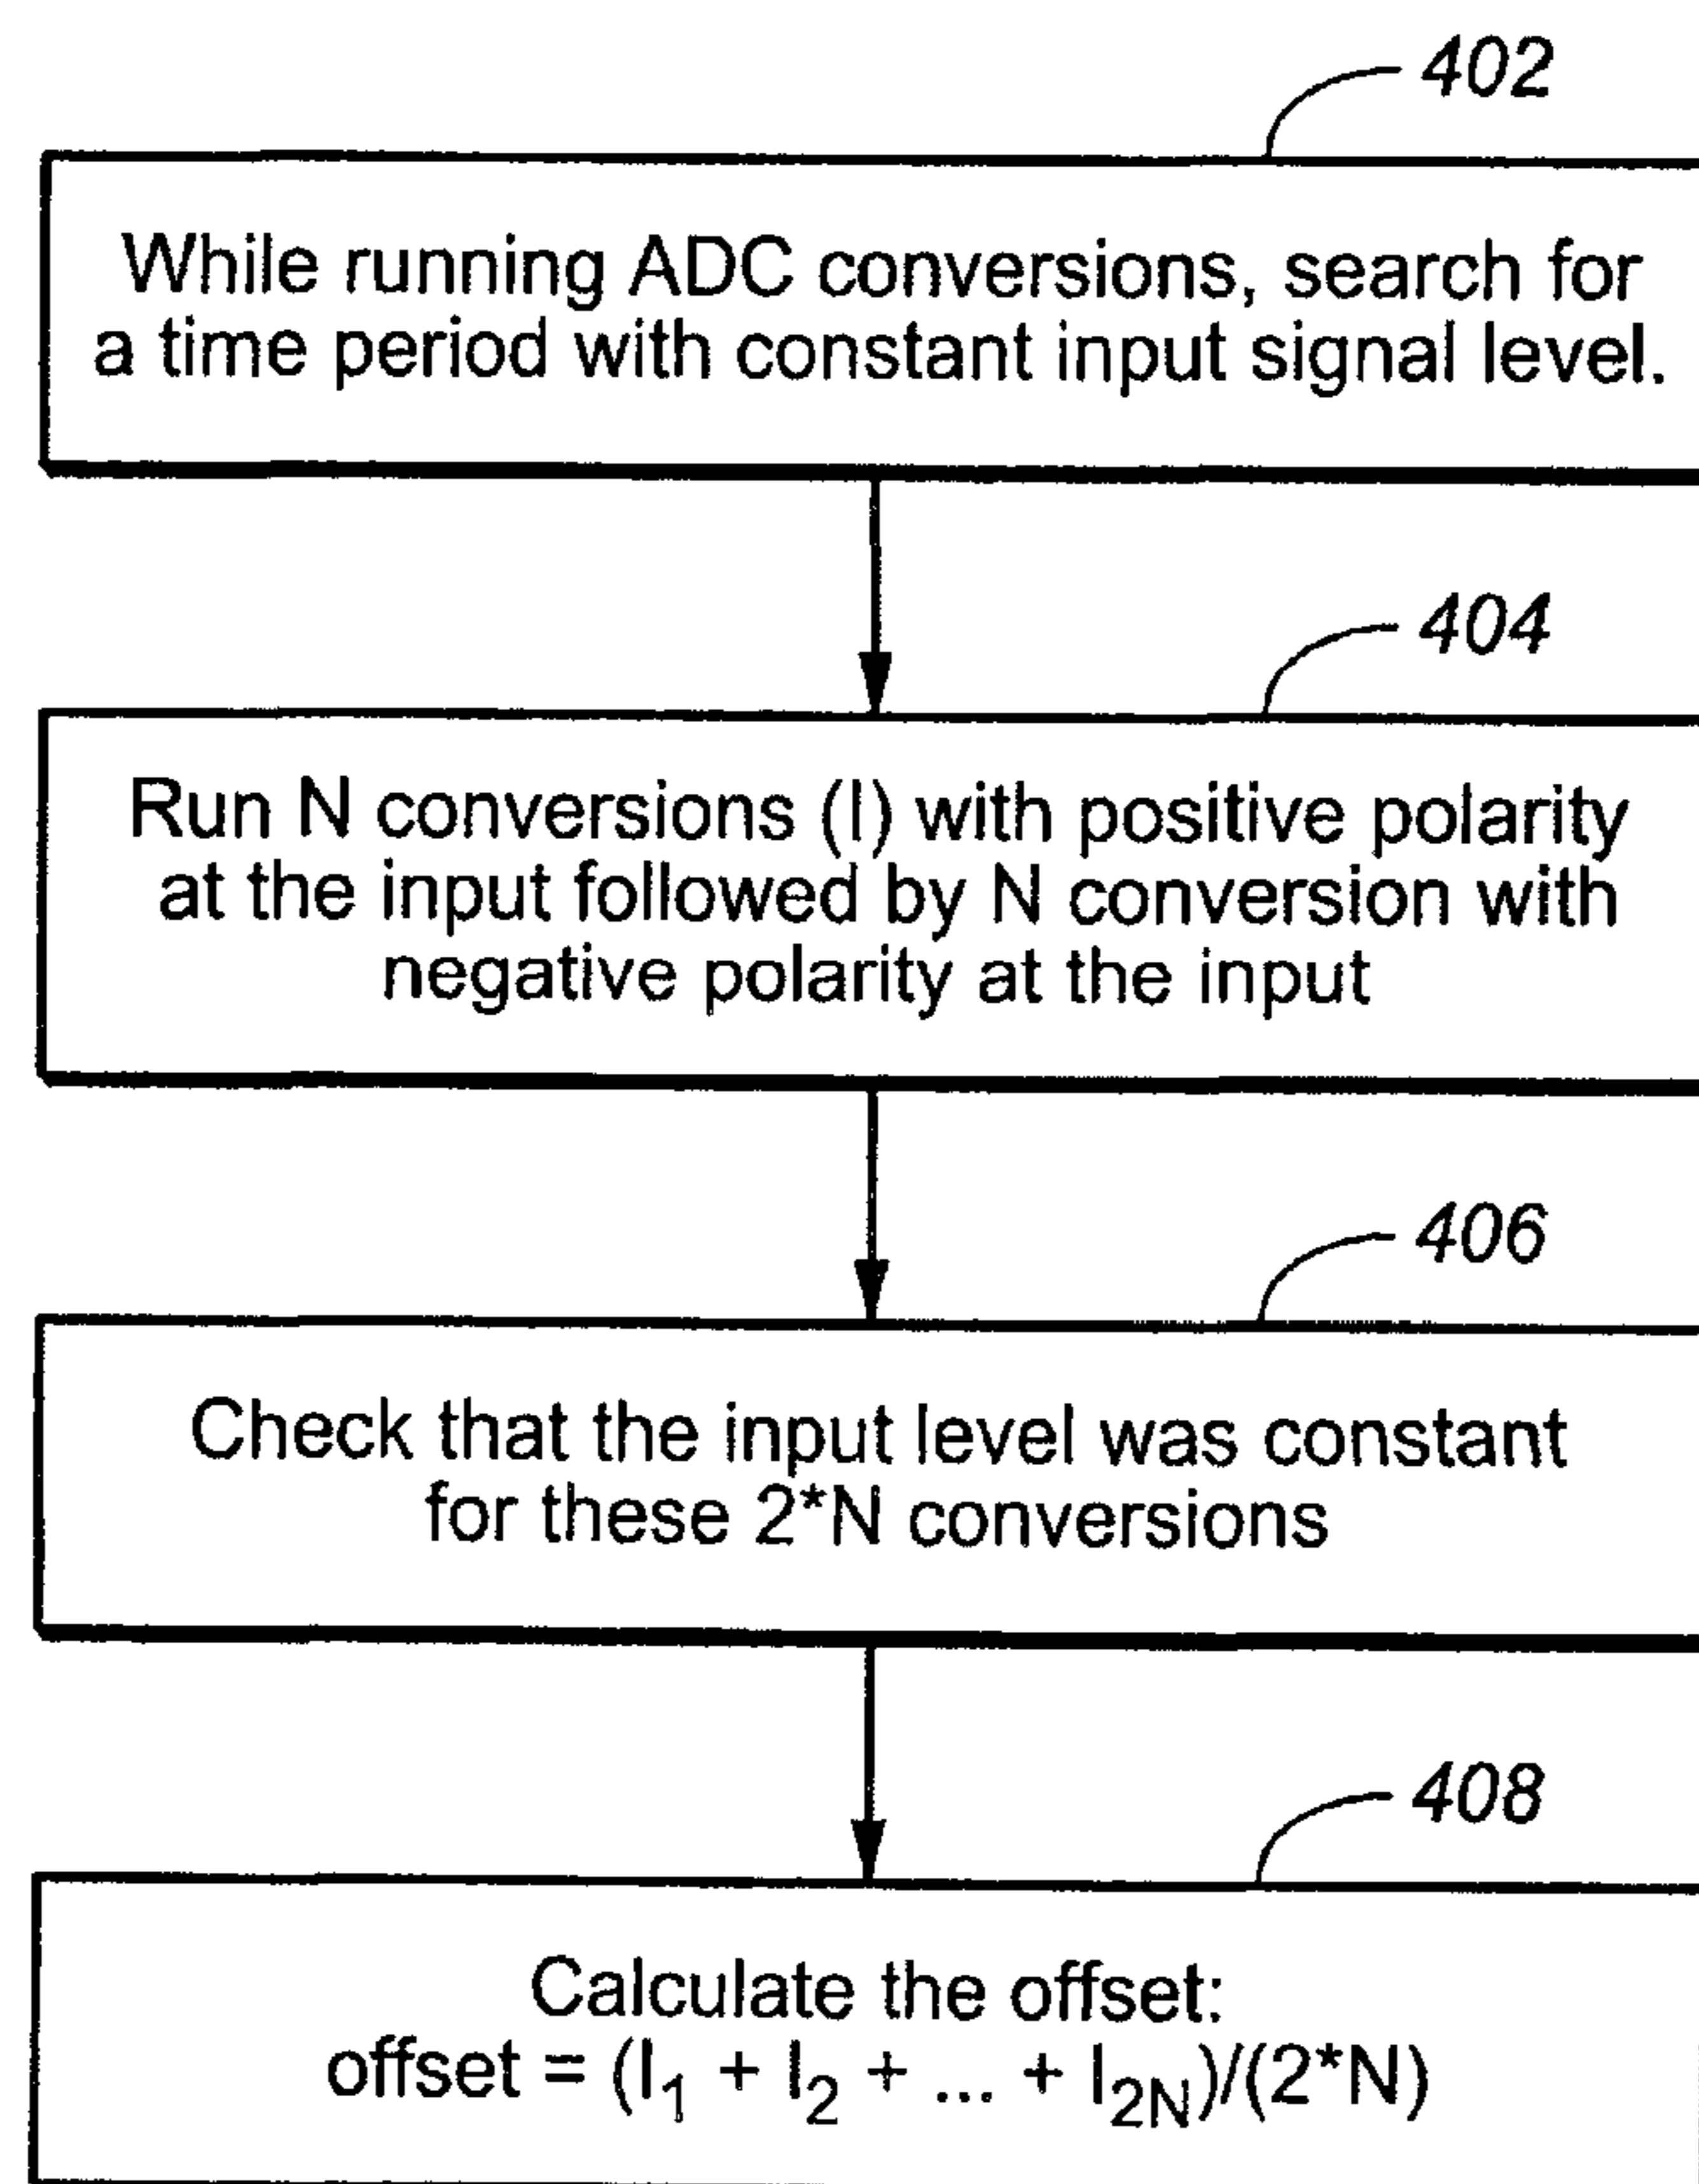 402
While running ADC conversions, search for
a time period with constant input signal level.
404
Run N conversions (I) with positive polarity
at the input followed by N conversion with
negative polarity at the input
406
Check that the input level was constant
for these 2*N conversions
408
Calculate the offset:
offset = (I₁ + I₂ + ... + I₂N)/(2*N)